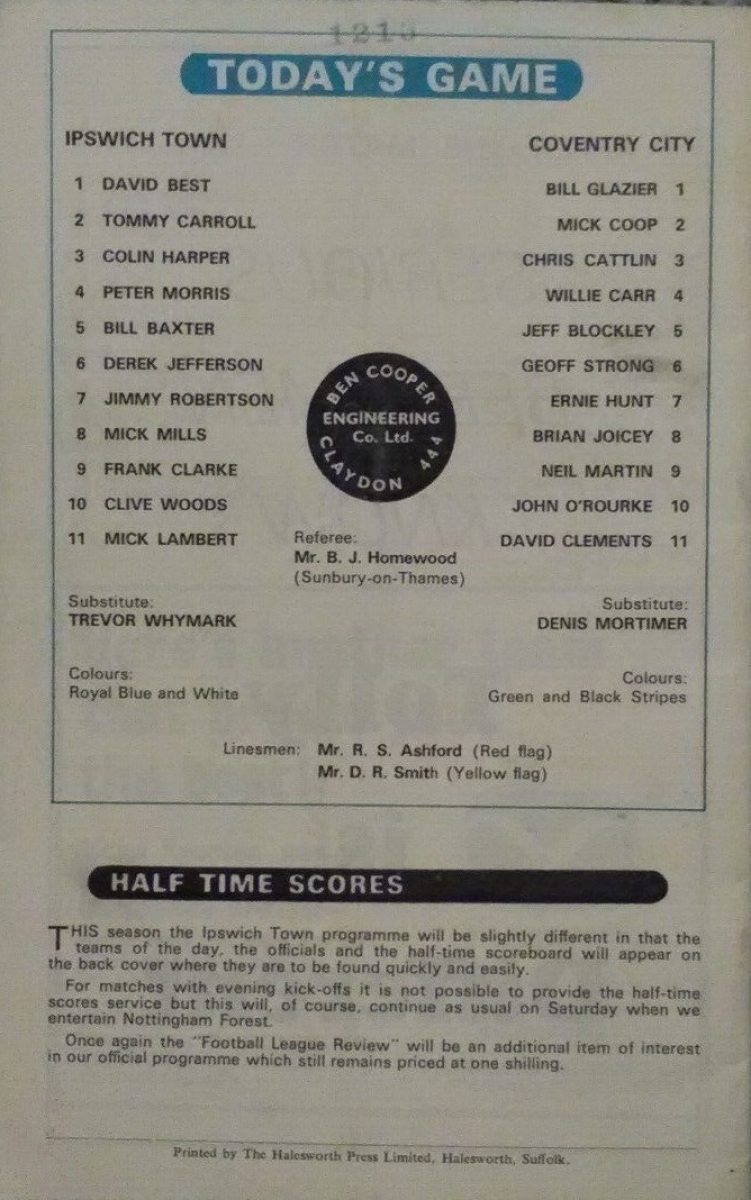 1213
TODAY'S GAME
IPSWICH TOWN
1 DAVID BEST
2 TOMMY CARROLL
3 COLIN HARPER
4 PETER MORRIS
5 BILL BAXTER
6 DEREK JEFFERSON
7 JIMMY ROBERTSON
8 MICK MILLS
9 FRANK CLARKE
10 CLIVE WOODS
11 MICK LAMBERT
Substitute:
TREVOR WHYMARK
Colours:
Royal Blue and White
BEN COOPER
ENGINEERING
Co. Ltd.
CLAYDON 444
Referee:
Mr. B. J. Homewood
(Sunbury-on-Thames)
COVENTRY CITY
BILL GLAZIER 1
MICK COOP 2
CHRIS CATTLIN 3
WILLIE CARR 4
JEFF BLOCKLEY 5
GEOFF STRONG 6
ERNIE HUNT 7
BRIAN JOICEY 8
NEIL MARTIN 9
JOHN O'ROURKE 10
DAVID CLEMENTS 11
Substitute:
DENIS MORTIMER
Colours:
Green and Black Stripes
Linesmen: Mr. R. S. Ashford (Red flag)
Mr. D. R. Smith (Yellow flag)
HALF TIME SCORES
THIS season the Ipswich Town programme will be slightly different in that the
teams of the day, the officials and the half-time scoreboard will appear on
the back cover where they are to be found quickly and easily.
For matches with evening kick-offs it is not possible to provide the half-time
scores service but this will, of course, continue as usual on Saturday when we
entertain Nottingham Forest.
Once again the "Football League Review" will be an additional item of interest
in our official programme which still remains priced at one shilling.
Printed by The Halesworth Press Limited, Halesworth, Suffolk.